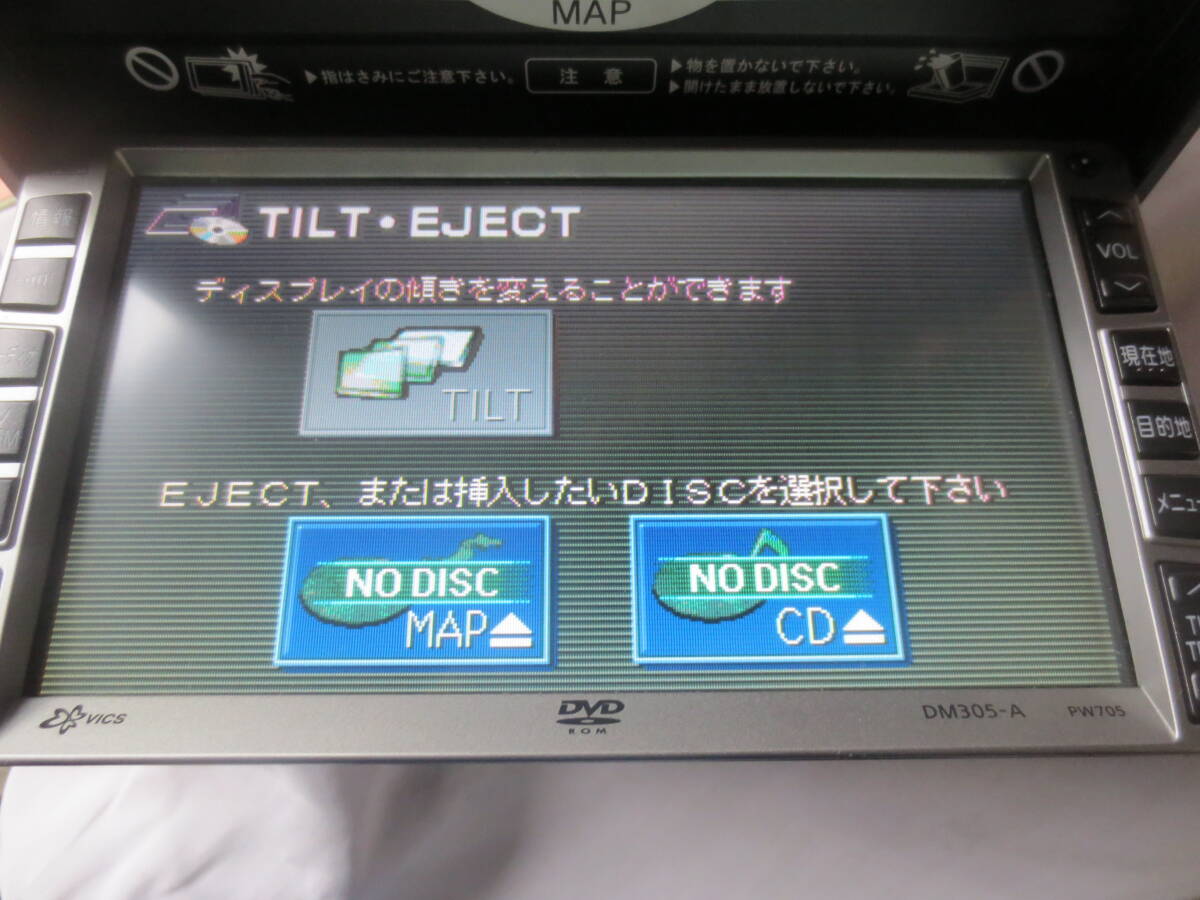 MAP
▶指はさみにご注意下さい。
注意
▶物を置かないで下さい。
▶開けたまま放置しないで下さい。
情報
TILT・EJECT
VOL
ディスプレイの傾きを変えることができます
TILT
現在地
目的地
メニュー
EJECT、または挿入したいDISCを選択して下さい
NO DISC
MAP
NO DISC
CD
VICS
DVD
ROM
DM305-A
PW705